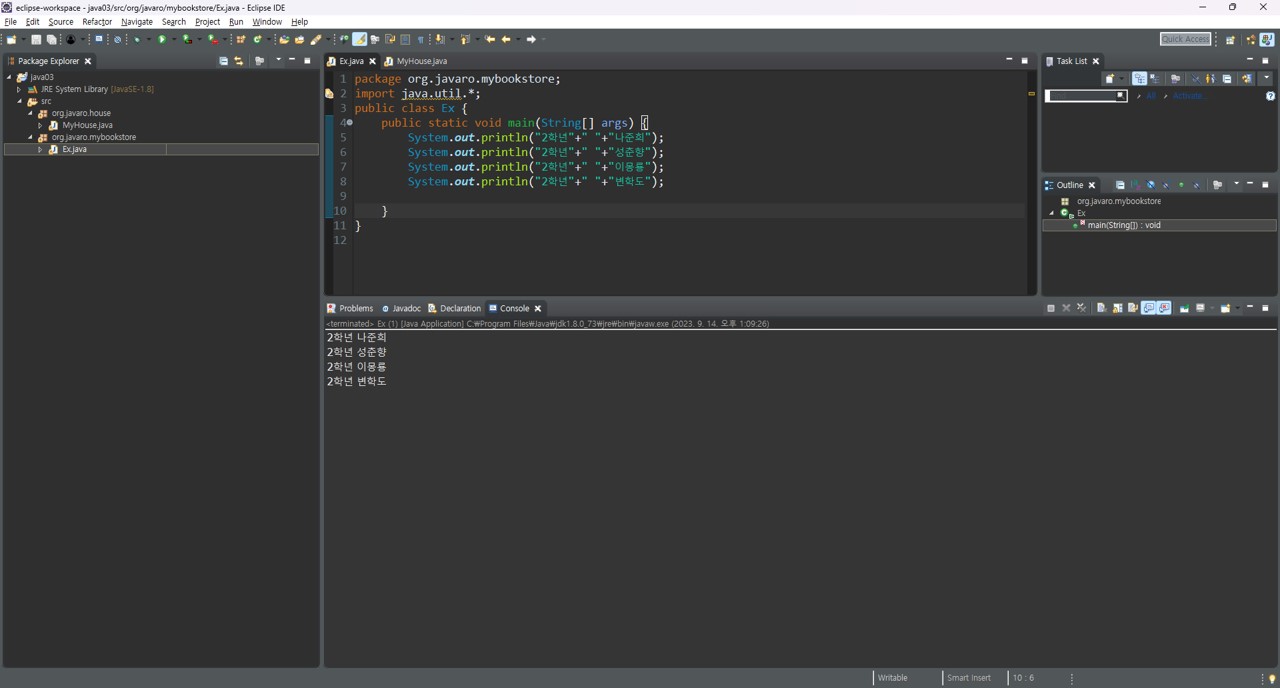 eclipse-workspace - java03/src/org/javaro/mybookstore/Ex.java - Eclipse IDE
File Edit Source Refactor Navigate Search Project Run Window Help
Quick Access
Package Explorer
java03
JRE System Library [JavaSE-1.8]
src
org.javaro.house
MyHouse.java
org.javaro.mybookstore
Ex.java
Ex.java MyHouse.java
1 package org.javaro.mybookstore;
2 import java.util.*;
3 public class Ex {
4 public static void main(String[] args) {
5 System.out.println("2학년"+" "+"나준희");
6 System.out.println("2학년"+" "+"성준향");
7 System.out.println("2학년"+" "+"이몽룡");
8 System.out.println("2학년"+" "+"변학도");
9
10 }
11 }
12
Task List
All Activate...
Outline
org.javaro.mybookstore
Ex
main(String[]) : void
Problems Javadoc Declaration Console
<terminated> Ex (1) [Java Application] C:₩Program Files₩Java₩jdk1.8.0_73₩jre₩bin₩javaw.exe (2023. 9. 14. 오후 1:09:26)
2학년 나준희
2학년 성준향
2학년 이몽룡
2학년 변학도
Writable Smart Insert 10 : 6